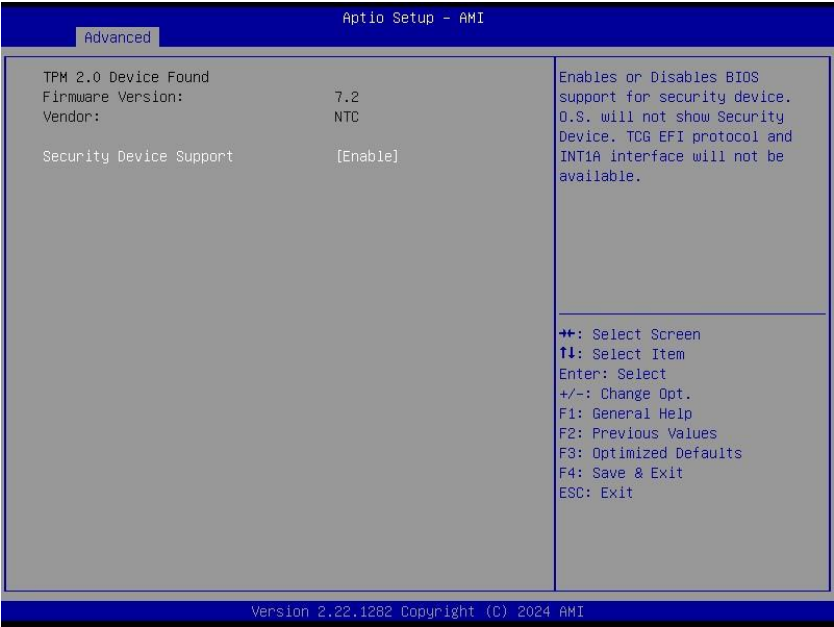 Aptio Setup - AMI
Advanced
TPM 2.0 Device Found
Firmware Version: 7.2
Vendor: NTC
Security Device Support [Enable]
Enables or Disables BIOS
support for security device.
O.S. will not show Security
Device. TCG EFI protocol and
INT1A interface will not be
available.
→←: Select Screen
↑↓: Select Item
Enter: Select
+/-: Change Opt.
F1: General Help
F2: Previous Values
F3: Optimized Defaults
F4: Save & Exit
ESC: Exit
Version 2.22.1282 Copyright (C) 2024 AMI